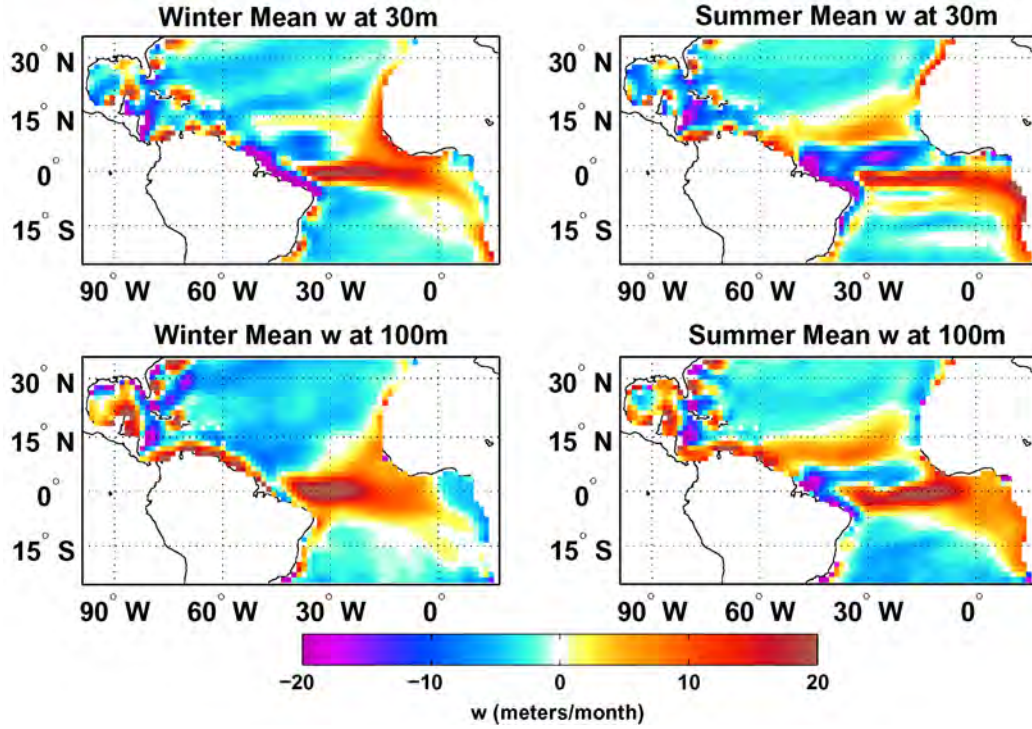 Winter Mean w at 30m
Summer Mean w at 30m
30° N
15° N
0°
15° S
90° W 60° W 30° W 0°
30° N
15° N
0°
15° S
90° W 60° W 30° W 0°
Winter Mean w at 100m
Summer Mean w at 100m
30° N
15° N
0°
15° S
90° W 60° W 30° W 0°
30° N
15° N
0°
15° S
90° W 60° W 30° W 0°
−20 −10 0 10 20
w (meters/month)